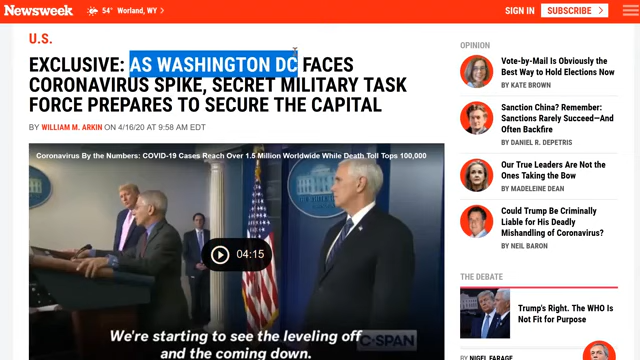 Newsweek
54° Worland, WY >
SIGN IN
SUBSCRIBE >
U.S.
EXCLUSIVE: AS WASHINGTON DC FACES
CORONAVIRUS SPIKE, SECRET MILITARY TASK
FORCE PREPARES TO SECURE THE CAPITAL
BY WILLIAM M. ARKIN ON 4/16/20 AT 9:58 AM EDT
Coronavirus By the Numbers: COVID-19 Cases Reach Over 1.5 Million Worldwide While Death Toll Tops 100,000
04:15
We're starting to see the leveling off
and the coming down.
C-SPAN
OPINION
Vote-by-Mail Is Obviously the
Best Way to Hold Elections Now
BY KATE BROWN
Sanction China? Remember:
Sanctions Rarely Succeed—And
Often Backfire
BY DANIEL R. DEPETRIS
Our True Leaders Are Not the
Ones Taking the Bow
BY MADELEINE DEAN
Could Trump Be Criminally
Liable for His Deadly
Mishandling of Coronavirus?
BY NEIL BARON
THE DEBATE
Trump's Right. The WHO Is
Not Fit for Purpose
BY NIGEL FARAGE